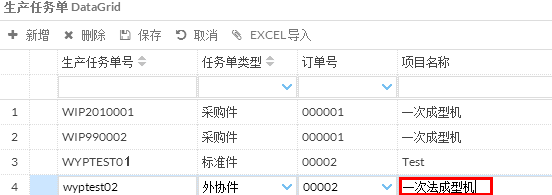 生产任务单 DataGrid
新增 删除 保存 取消 EXCEL导入
生产任务单号 任务单类型 订单号 项目名称
1 WIP2010001 采购件 000001 一次成型机
2 WIP990002 采购件 000001 一次成型机
3 WYPTEST01 标准件 00002 Test
4 wyptest02 外协件 00002 一次法成型机